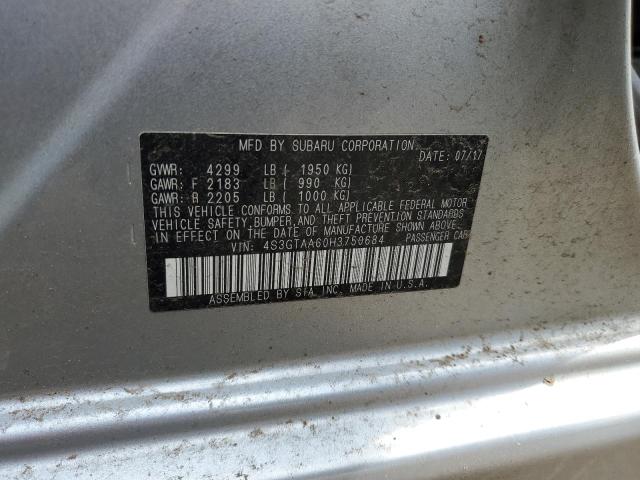 MFD BY SUBARU CORPORATION
DATE: 07/17
GVWR: 4299 LB ( 1950 KG)
GAWR: F 2183 LB ( 990 KG)
GAWR: R 2205 LB ( 1000 KG)
THIS VEHICLE CONFORMS TO ALL APPLICABLE FEDERAL MOTOR
VEHICLE SAFETY BUMPER, AND THEFT PREVENTION STANDARDS
IN EFFECT ON THE DATE OF MANUFACTURE SHOWN ABOVE.
VIN: 4S3GTAA60H3750684 PASSENGER CAR
ASSEMBLED BY SIA INC. MADE IN U.S.A.